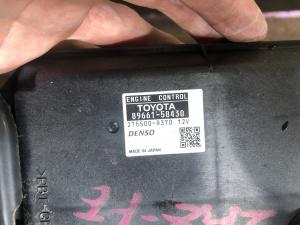 ENGINE CONTROL
TOYOTA
89661-58430
275500-9370 12V
DENSO
MADE IN JAPAN